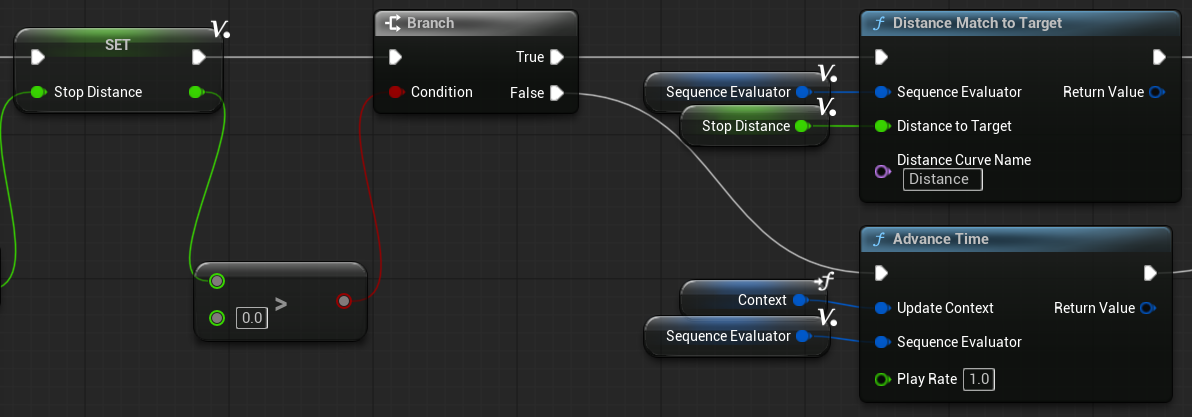 SET
Stop Distance
Branch
True
Condition
False
Distance Match to Target
Sequence Evaluator
Stop Distance
Sequence Evaluator
Return Value
Distance to Target
Distance Curve Name
Distance
>
0.0
Advance Time
Context
Sequence Evaluator
Update Context
Return Value
Sequence Evaluator
Play Rate 1.0